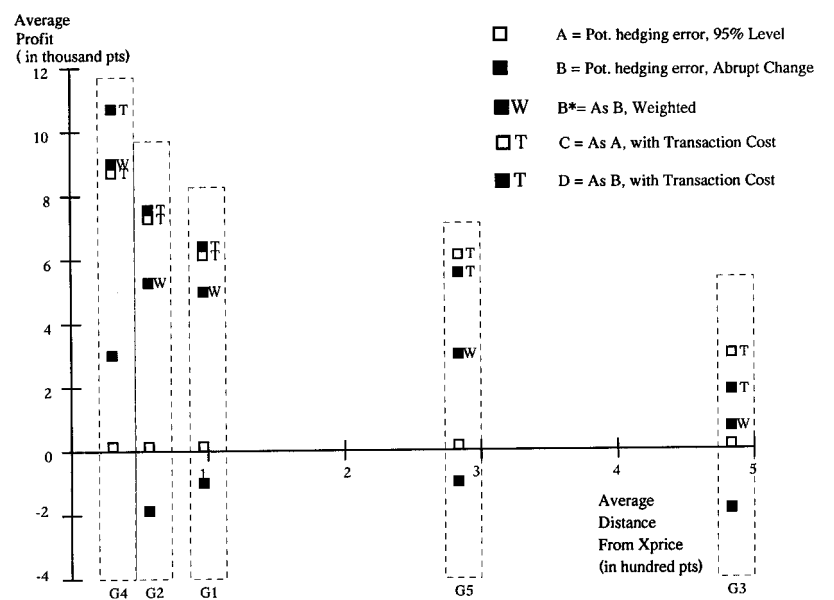 Average
Profit
( in thousand pts)
A = Pot. hedging error, 95% Level
B = Pot. hedging error, Abrupt Change
W B*= As B, Weighted
T C = As A, with Transaction Cost
T D = As B, with Transaction Cost
12
10
8
6
4
2
0
-2
-4
T
W
T
T
T
W
T
T
W
T
T
W
T
T
W
1
2
3
4
5
Average
Distance
From Xprice
(in hundred pts)
G4
G2
G1
G5
G3